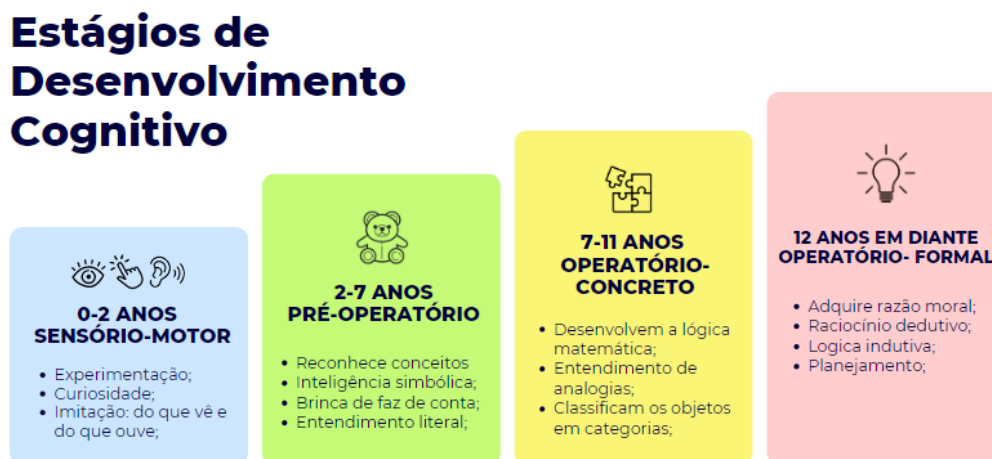 Estágios de
Desenvolvimento
Cognitivo
0-2 ANOS
SENSÓRIO-MOTOR
• Experimentação;
• Curiosidade;
• Imitação: do que vê e
do que ouve;
2-7 ANOS
PRÉ-OPERATÓRIO
• Reconhece conceitos
• Inteligência simbólica;
• Brinca de faz de conta;
• Entendimento literal;
7-11 ANOS
OPERATÓRIO-
CONCRETO
• Desenvolvem a lógica
matemática;
• Entendimento de
analogias;
• Classificam os objetos
em categorias;
12 ANOS EM DIANTE
OPERATÓRIO- FORMAL
• Adquire razão moral;
• Raciocínio dedutivo;
• Logica indutiva;
• Planejamento;